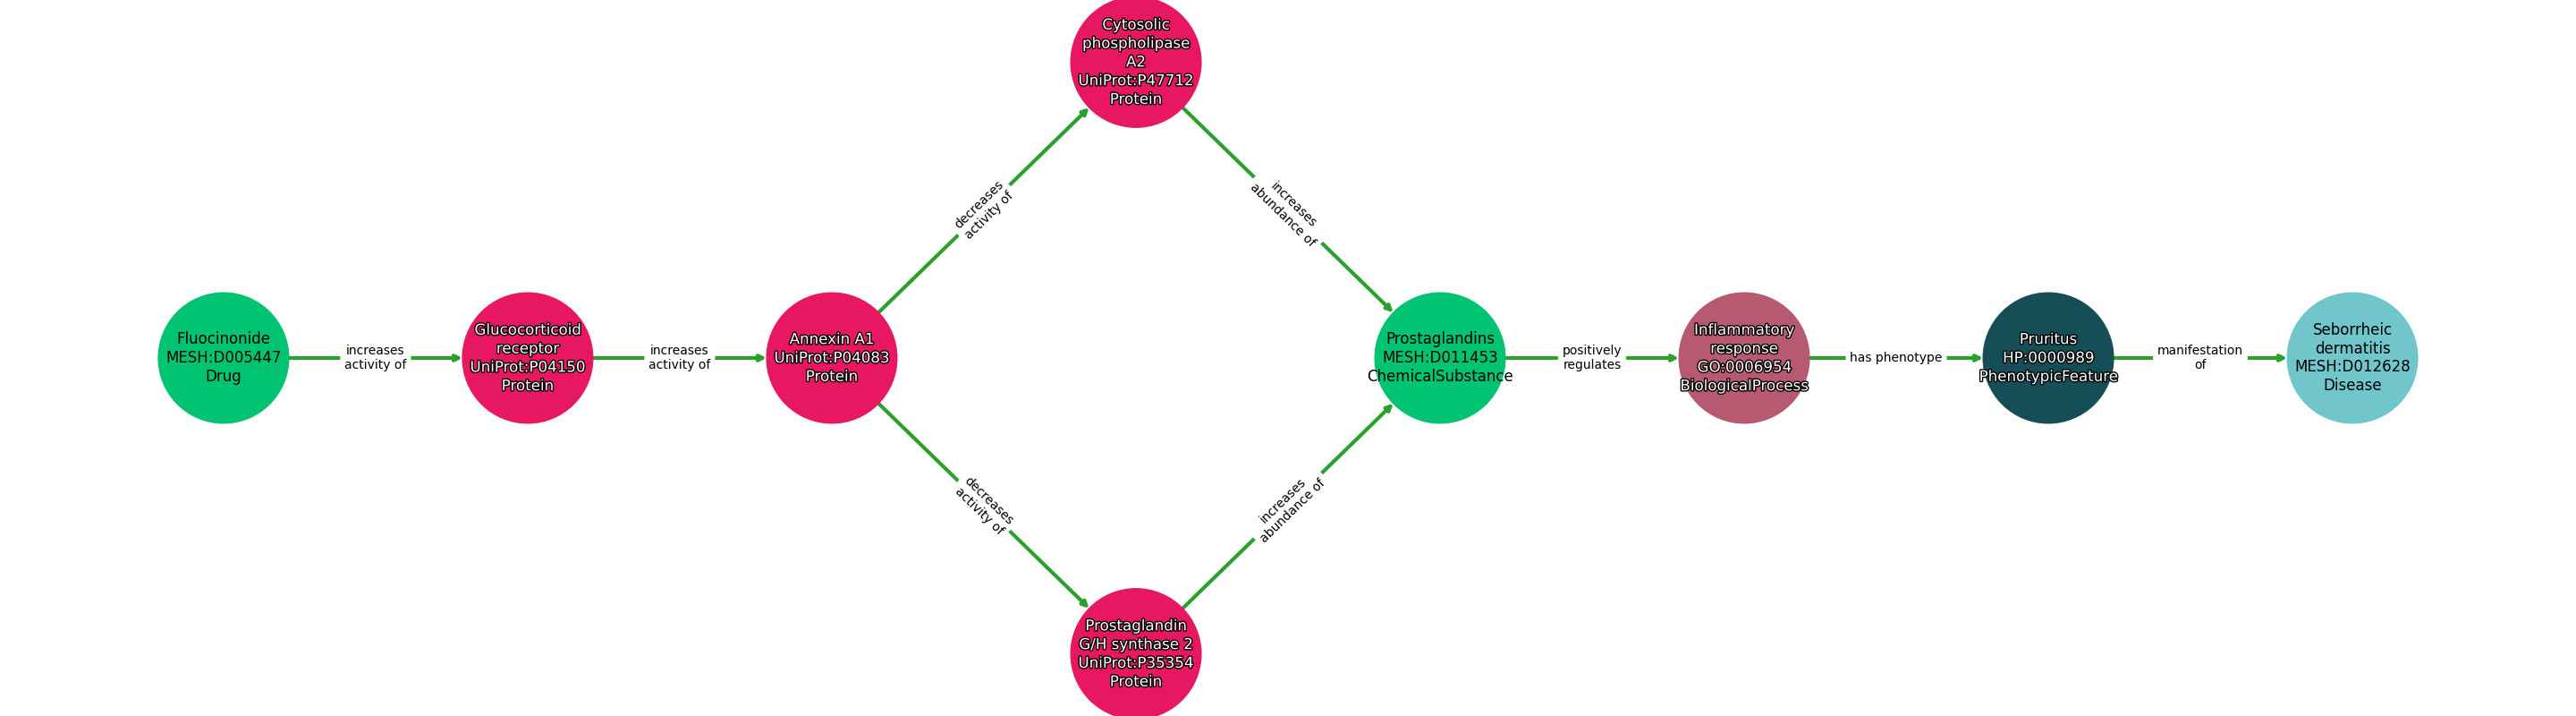 Cytosolic
phospholipase
A2
UniProt:P47712
Protein
decreases
activity of
increases
abundance of
Fluocinonide
MESH:D005447
Drug
increases
activity of
Glucocorticoid
receptor
UniProt:P04150
Protein
increases
activity of
Annexin A1
UniProt:P04083
Protein
Prostaglandins
MESH:D011453
ChemicalSubstance
positively
regulates
Inflammatory
response
GO:0006954
BiologicalProcess
has phenotype
Pruritus
HP:0000989
PhenotypicFeature
manifestation
of
Seborrheic
dermatitis
MESH:D012628
Disease
decreases
activity of
increases
abundance of
Prostaglandin
G/H synthase 2
UniProt:P35354
Protein